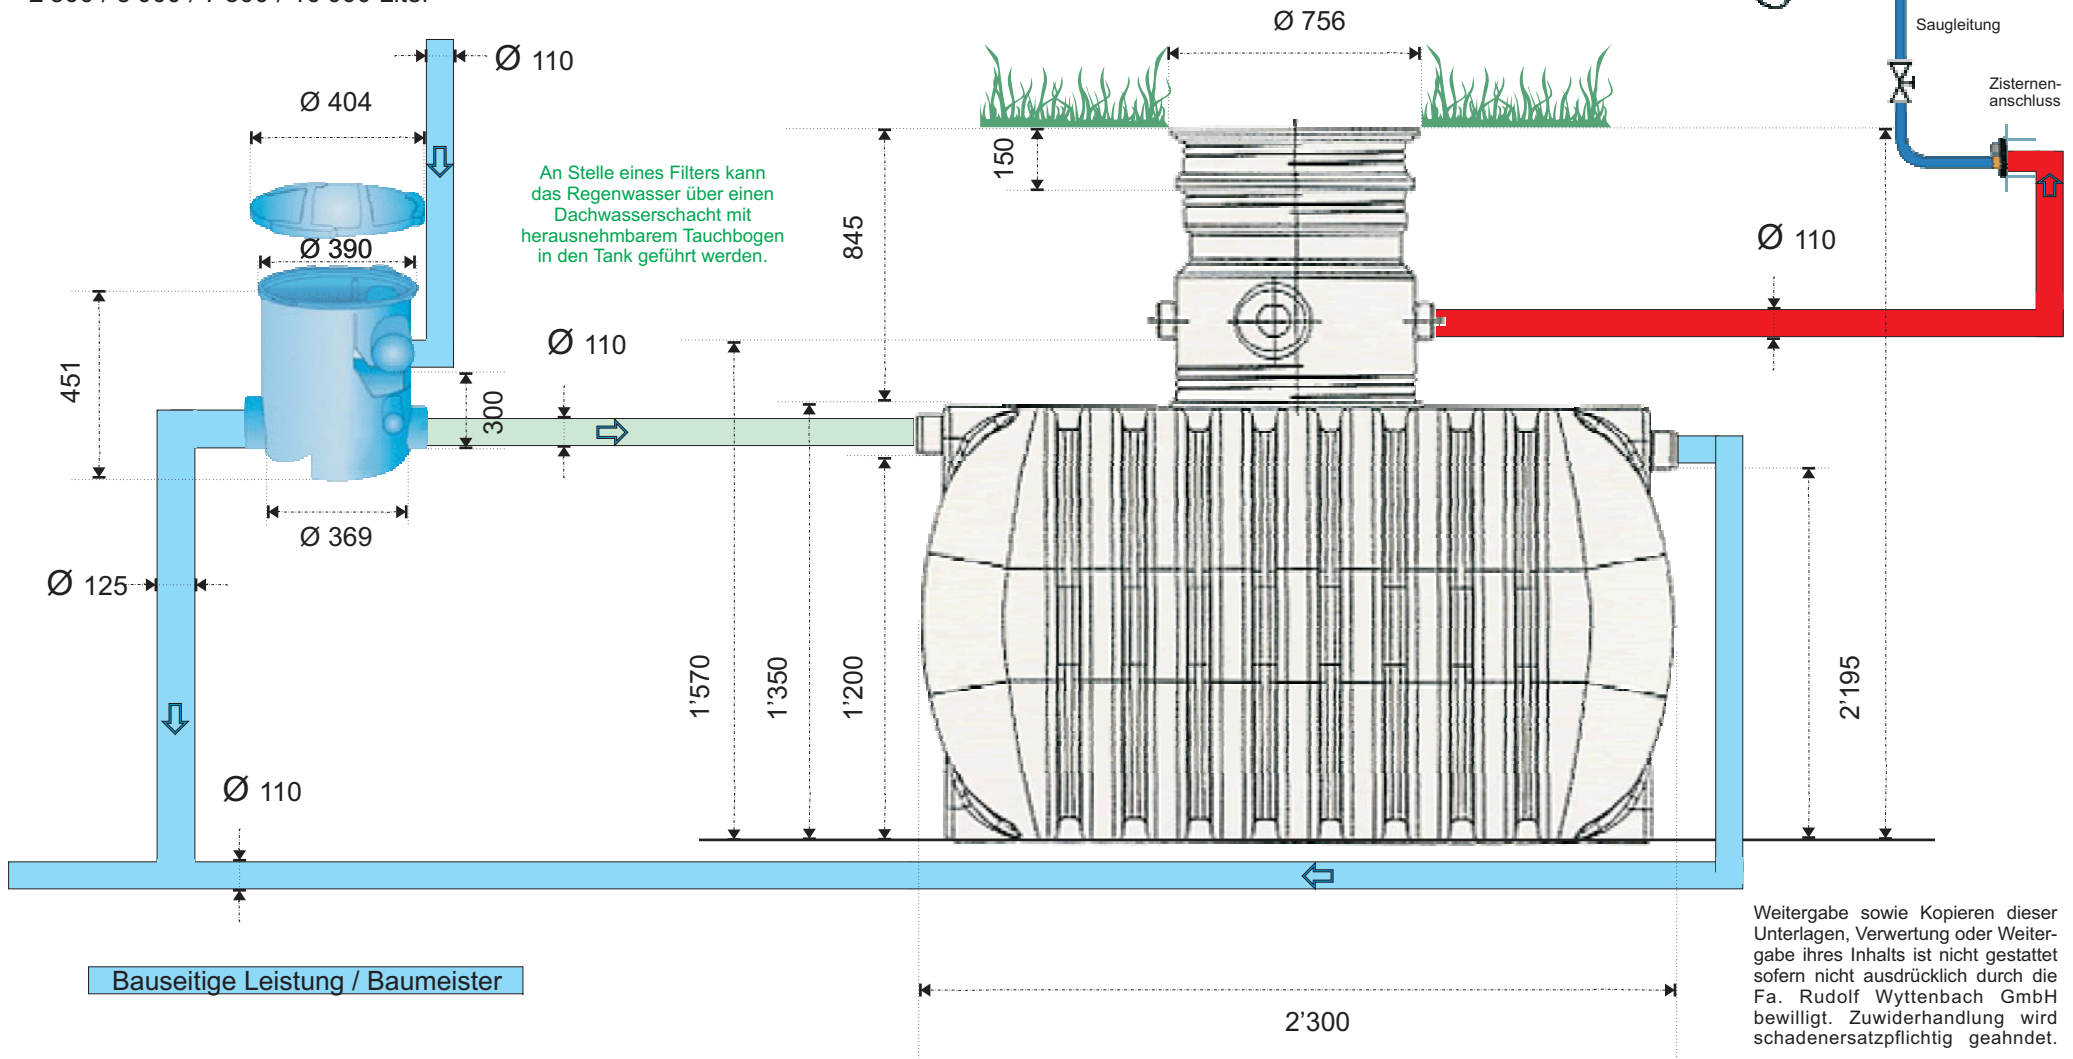 Ø 756
Saugleitung
Zisternen-
anschluss
Ø 110
Ø 404
An Stelle eines Filters kann
das Regenwasser über einen
Dachwasserschacht mit
herausnehmbarem Tauchbogen
in den Tank geführt werden.
150
845
Ø 390
Ø 110
451
300
Ø 110
Ø 369
Ø 125
1’570
1’350
1’200
2’195
Ø 110
Bauseitige Leistung / Baumeister
2’300
Weitergabe sowie Kopieren dieser
Unterlagen, Verwertung oder Weiter-
gabe ihres Inhalts ist nicht gestattet
sofern nicht ausdrücklich durch die
Fa. Rudolf Wyttenbach GmbH
bewilligt. Zuwiderhandlung wird
schadenersatzpflichtig geahndet.